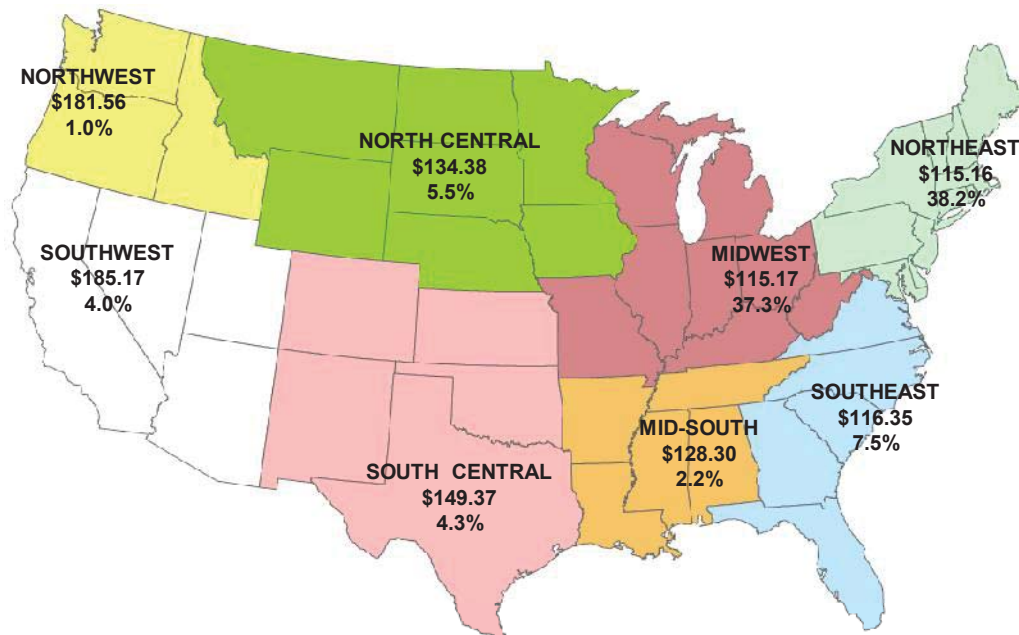 NORTHWEST
$181.56
1.0%
NORTH CENTRAL
$134.38
5.5%
NORTHEAST
$115.16
38.2%
SOUTHWEST
$185.17
4.0%
MIDWEST
$115.17
37.3%
SOUTHEAST
$116.35
7.5%
MID-SOUTH
$128.30
2.2%
SOUTH CENTRAL
$149.37
4.3%